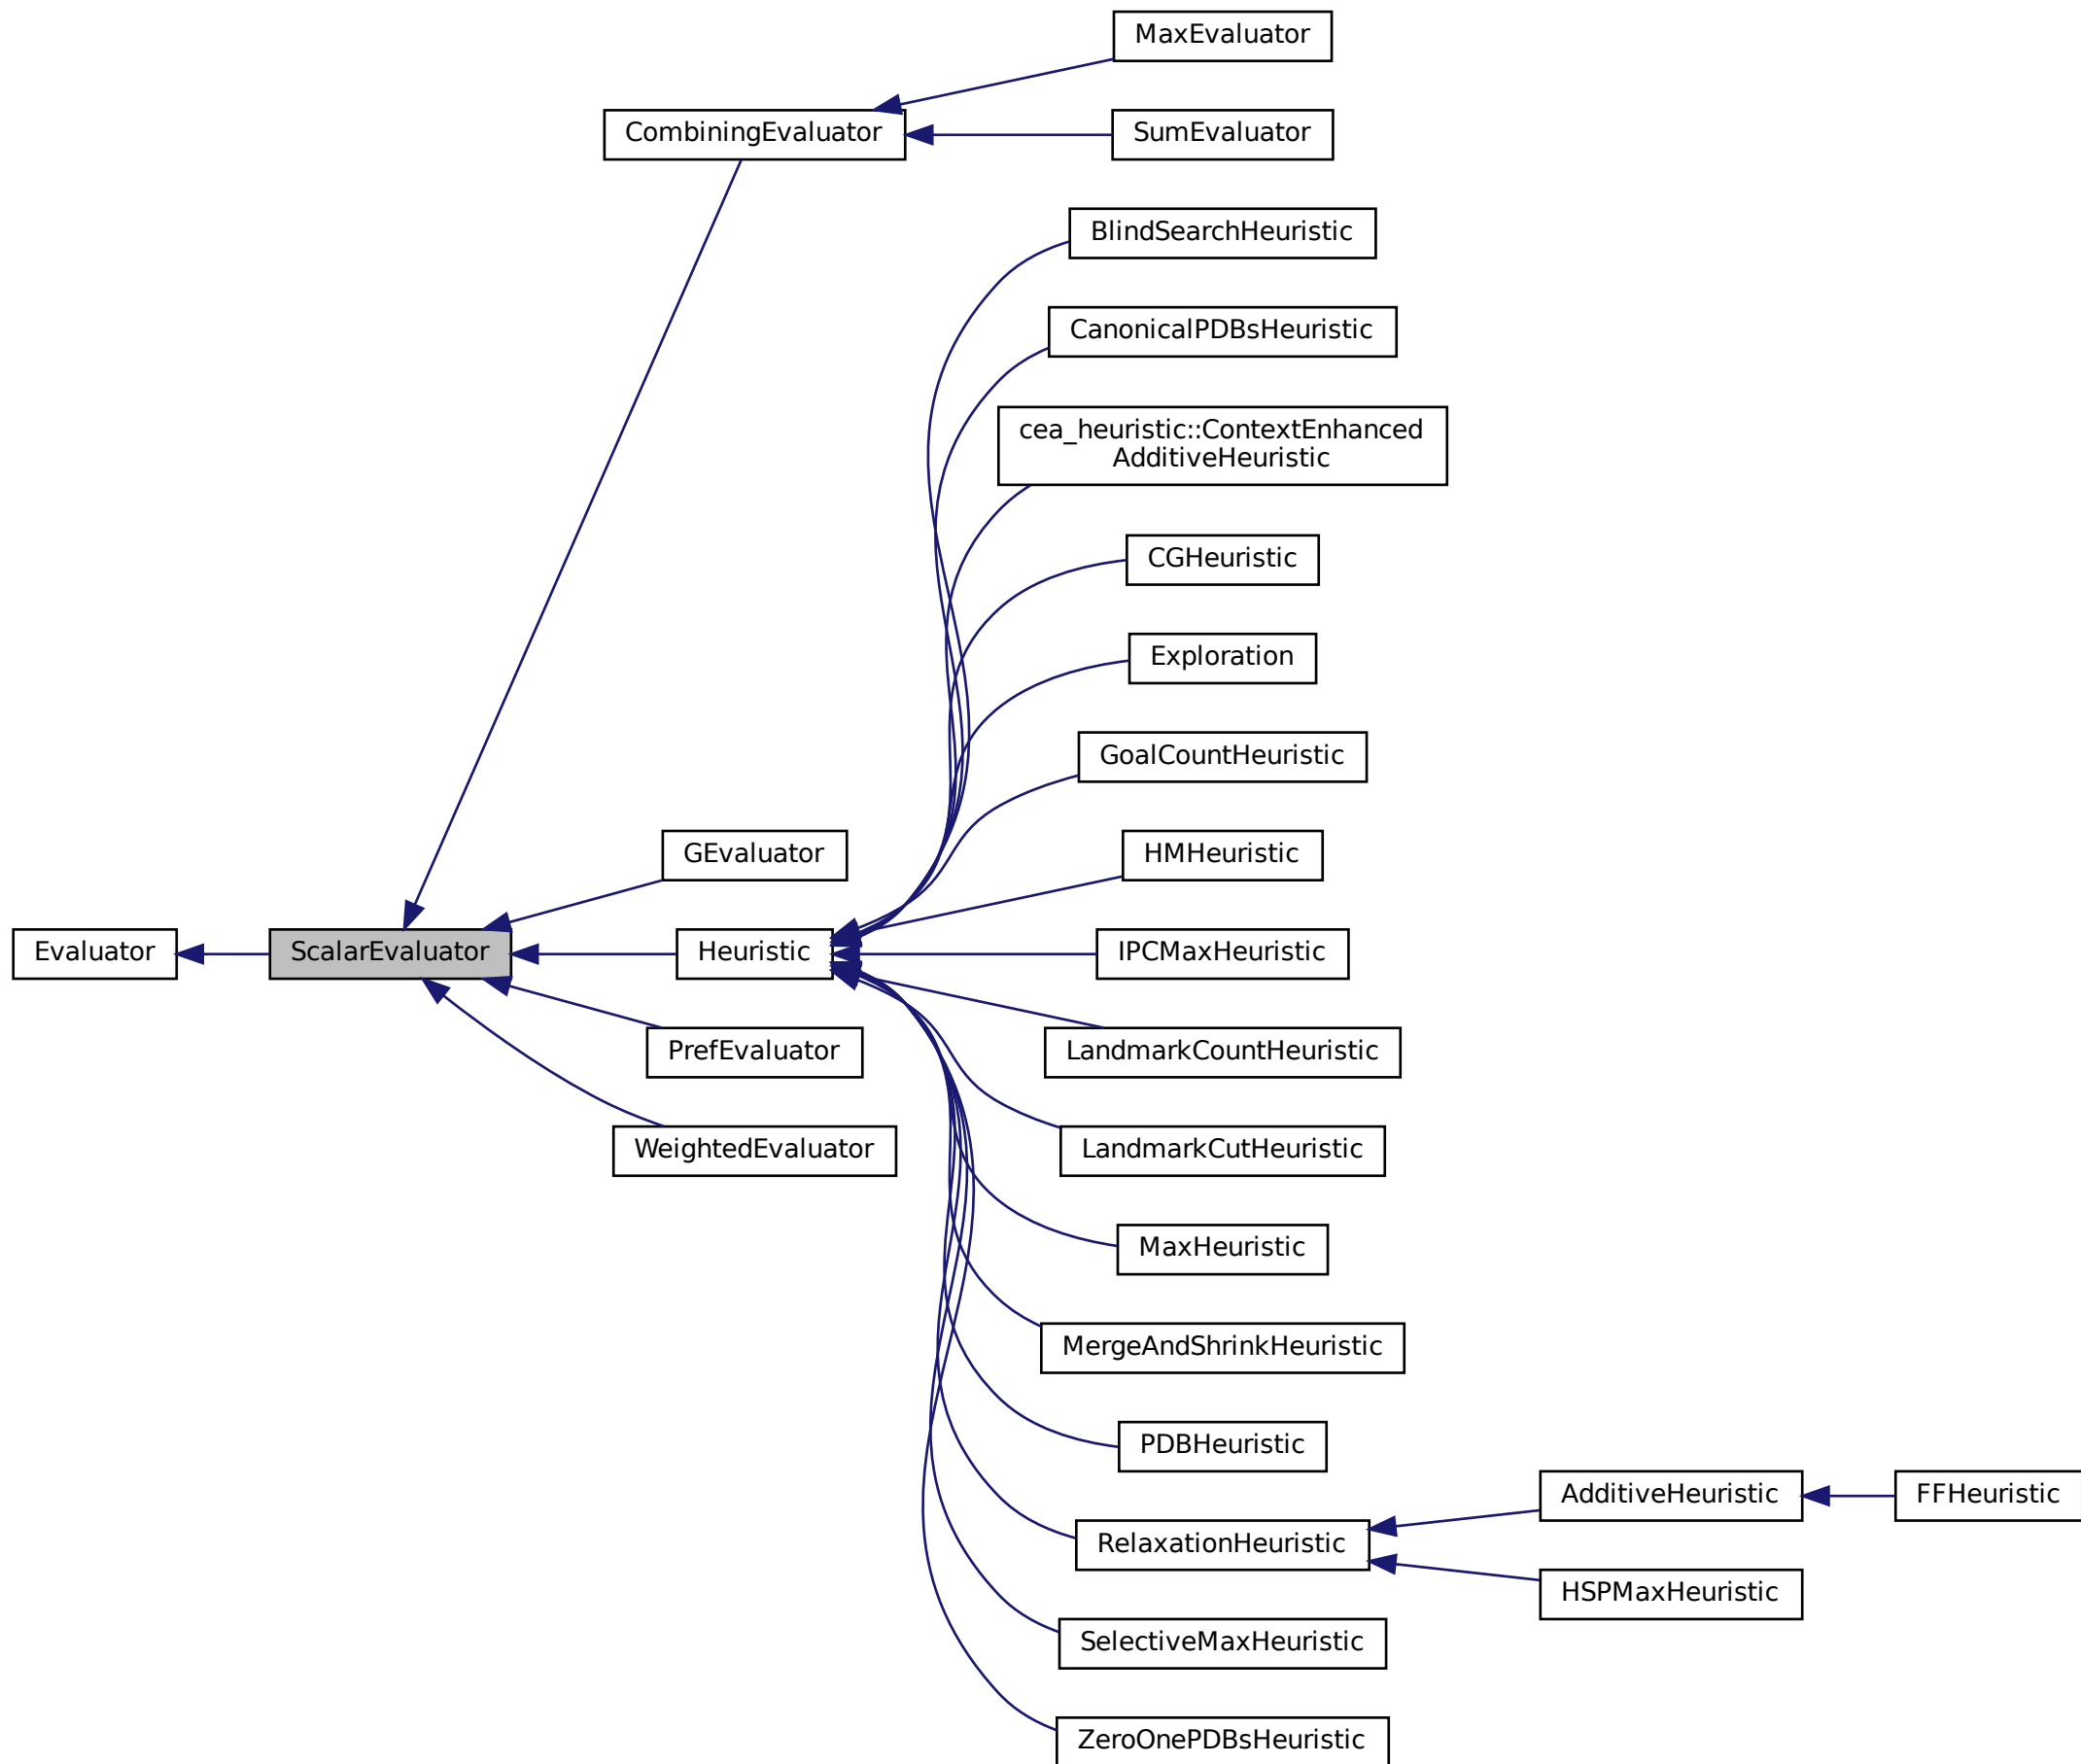 MaxEvaluator
CombiningEvaluator
SumEvaluator
BlindSearchHeuristic
CanonicalPDBsHeuristic
cea_heuristic::ContextEnhanced
AdditiveHeuristic
CGHeuristic
Exploration
GoalCountHeuristic
GEvaluator
HMHeuristic
Evaluator
ScalarEvaluator
Heuristic
IPCMaxHeuristic
PrefEvaluator
LandmarkCountHeuristic
WeightedEvaluator
LandmarkCutHeuristic
MaxHeuristic
MergeAndShrinkHeuristic
PDBHeuristic
AdditiveHeuristic
FFHeuristic
RelaxationHeuristic
HSPMaxHeuristic
SelectiveMaxHeuristic
ZeroOnePDBsHeuristic